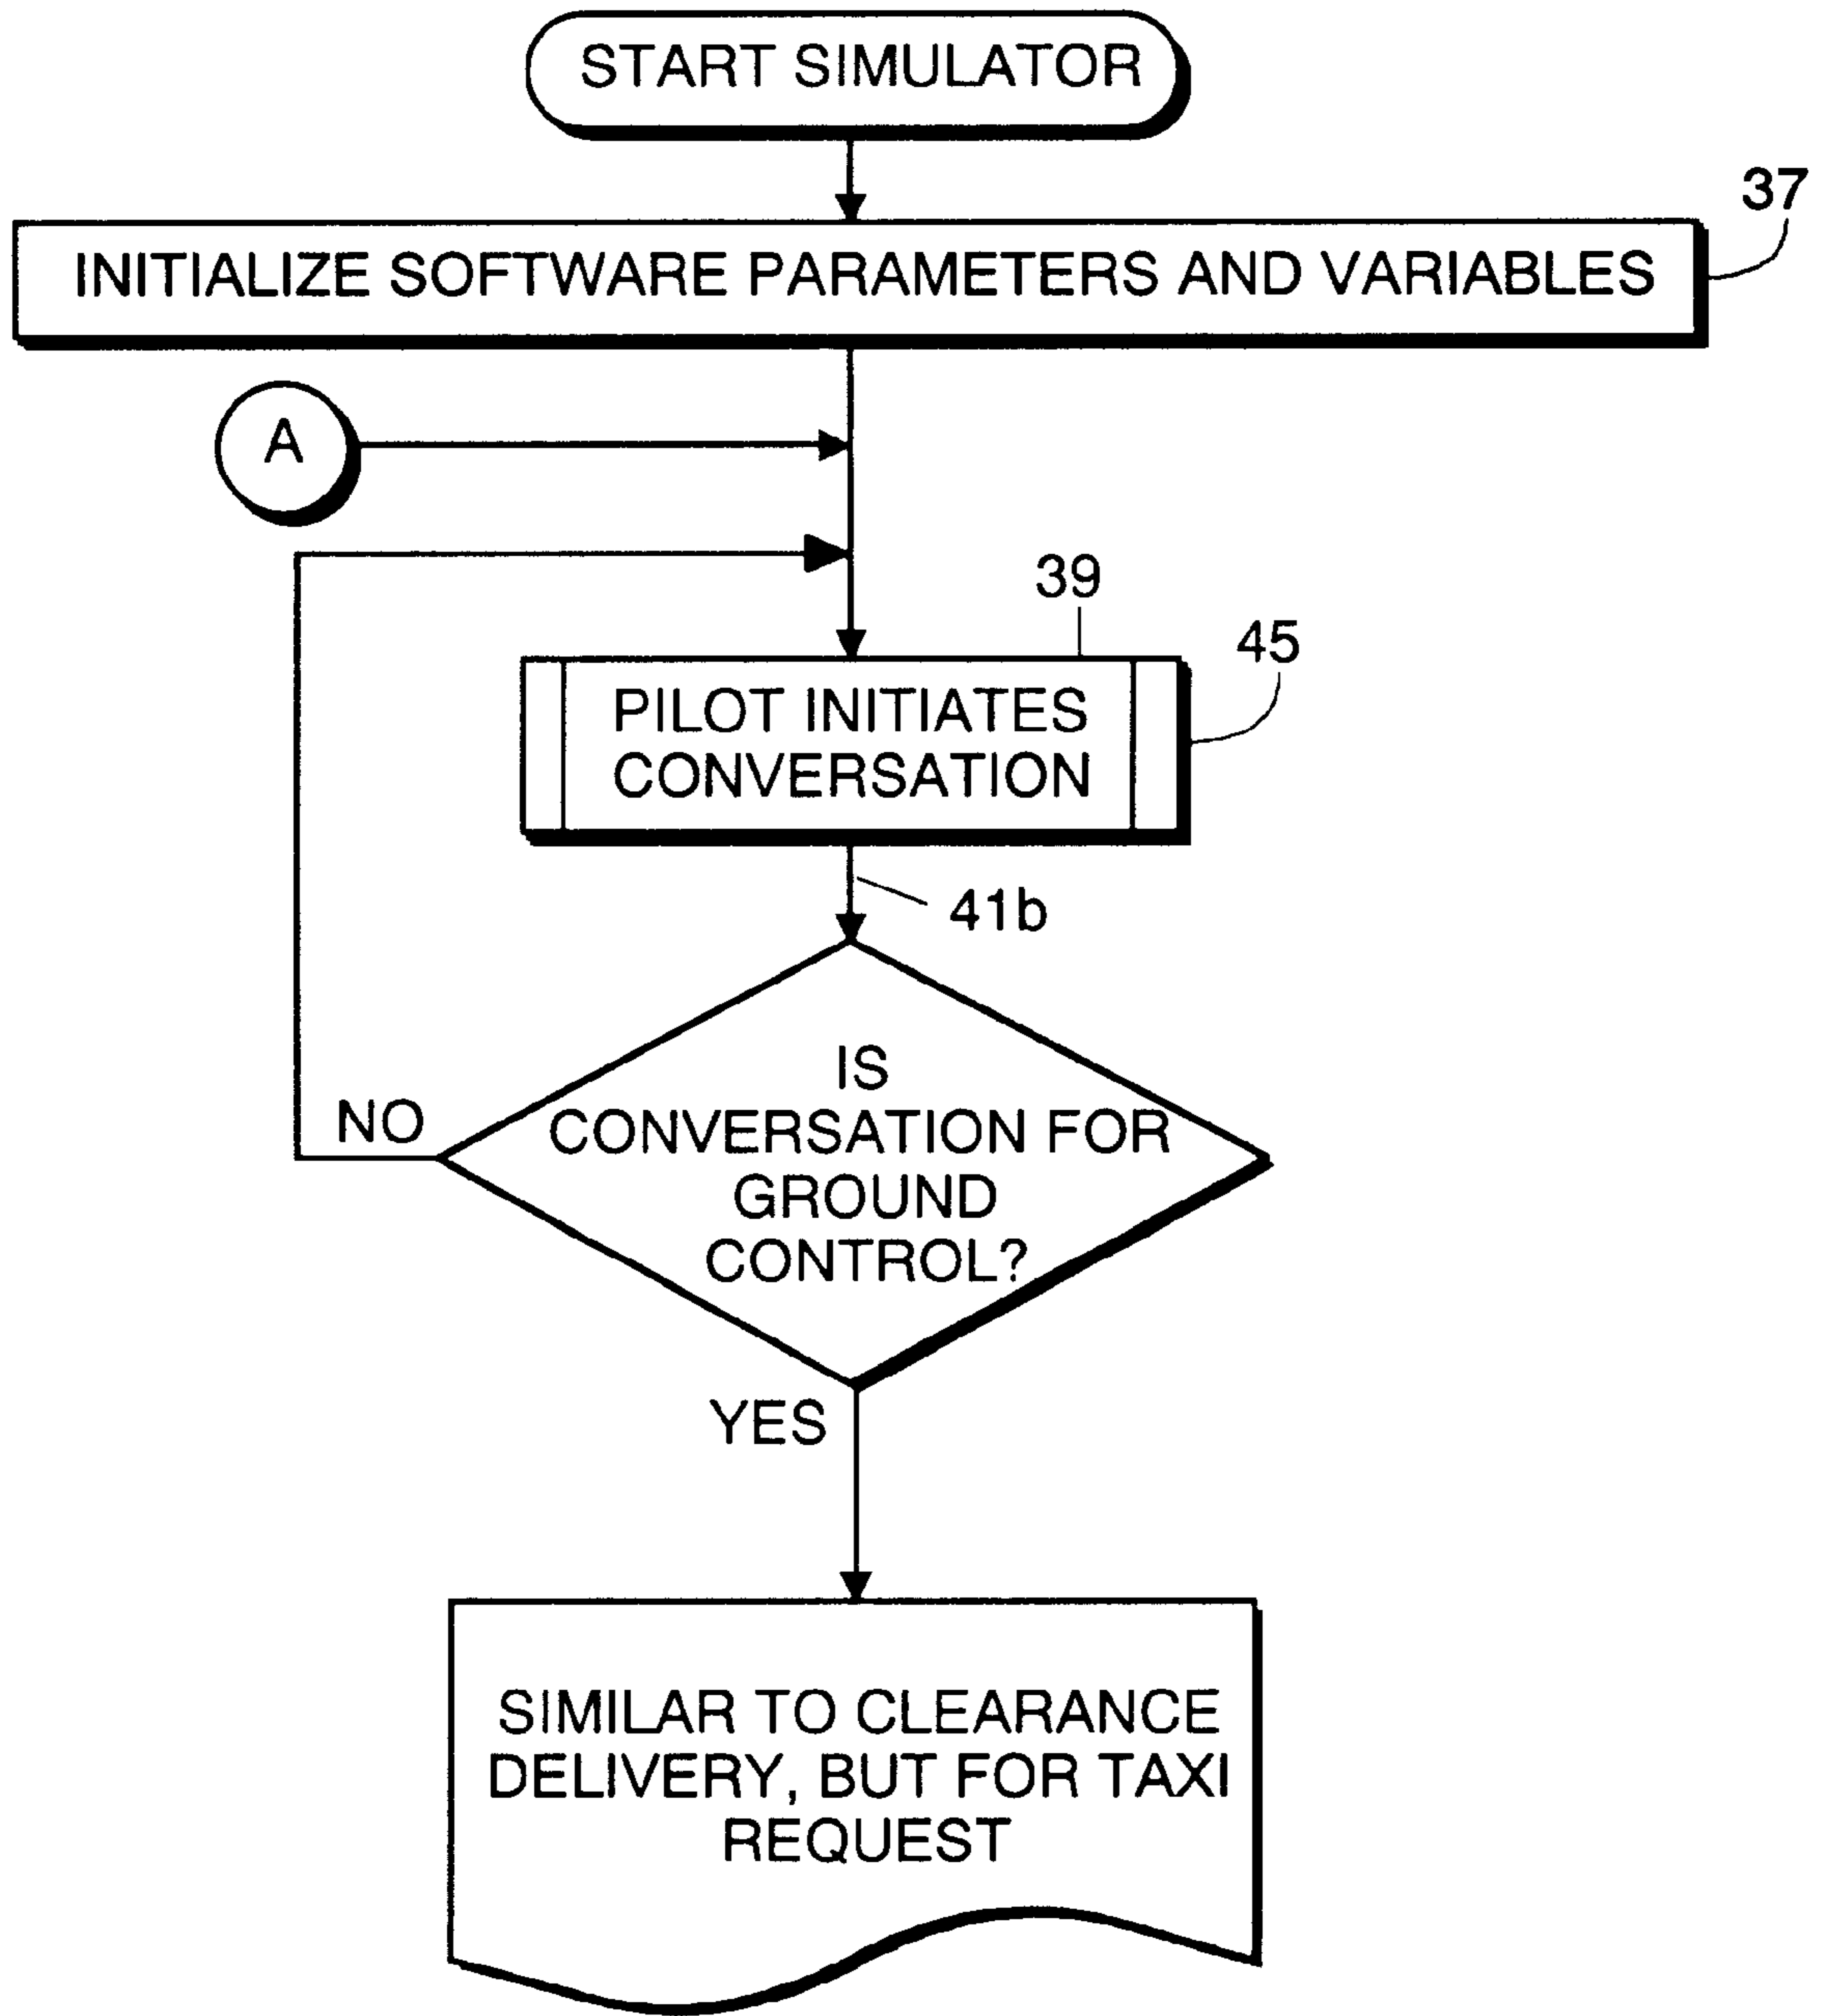 START SIMULATOR
37
INITIALIZE SOFTWARE PARAMETERS AND VARIABLES
A
39
45
PILOT INITIATES
CONVERSATION
41b
IS
CONVERSATION FOR
GROUND
CONTROL?
NO
YES
SIMILAR TO CLEARANCE
DELIVERY, BUT FOR TAXI
REQUEST